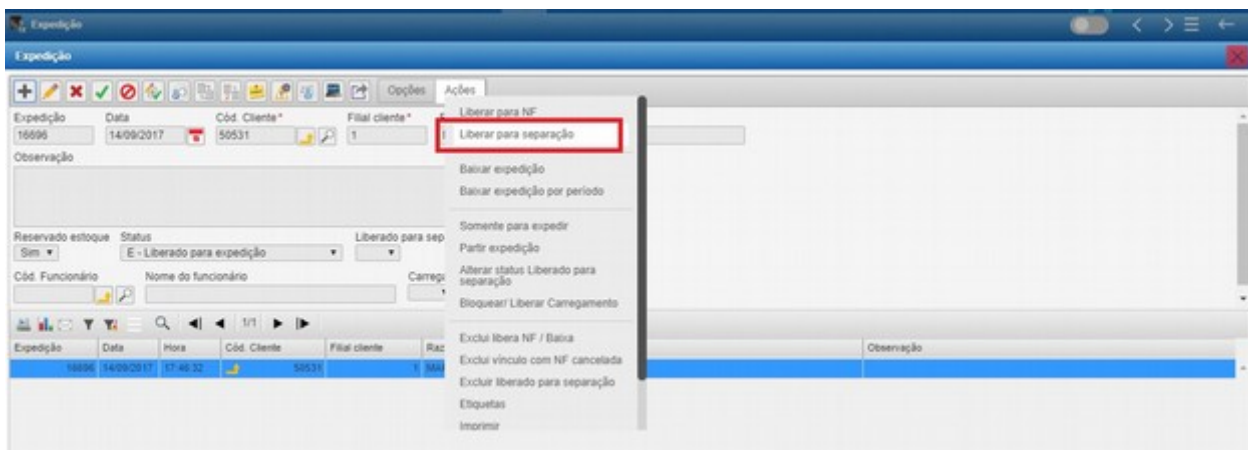 Expedição
Expedição
Opções Ações
Expedição Data Cód. Cliente* Filial cliente*
16696 14/09/2017 50531 1
Observação
Liberar para NF
Liberar para separação
Baixar expedição
Baixar expedição por período
Somente para expedir
Partir expedição
Alterar status Liberado para
separação
Bloquear/ Liberar Carregamento
Exclui libera NF / Baixa
Exclui vínculo com NF cancelada
Excluir liberado para separação
Etiquetas
Imprimir
Reservado estoque Status Liberado para sep
Sim E - Liberado para expedição
Cód. Funcionário Nome do funcionário Carreg
1/1
Expedição Data Hora Cód. Cliente Filial cliente Raz Observação
16696 14/09/2017 17:46:32 50531 1